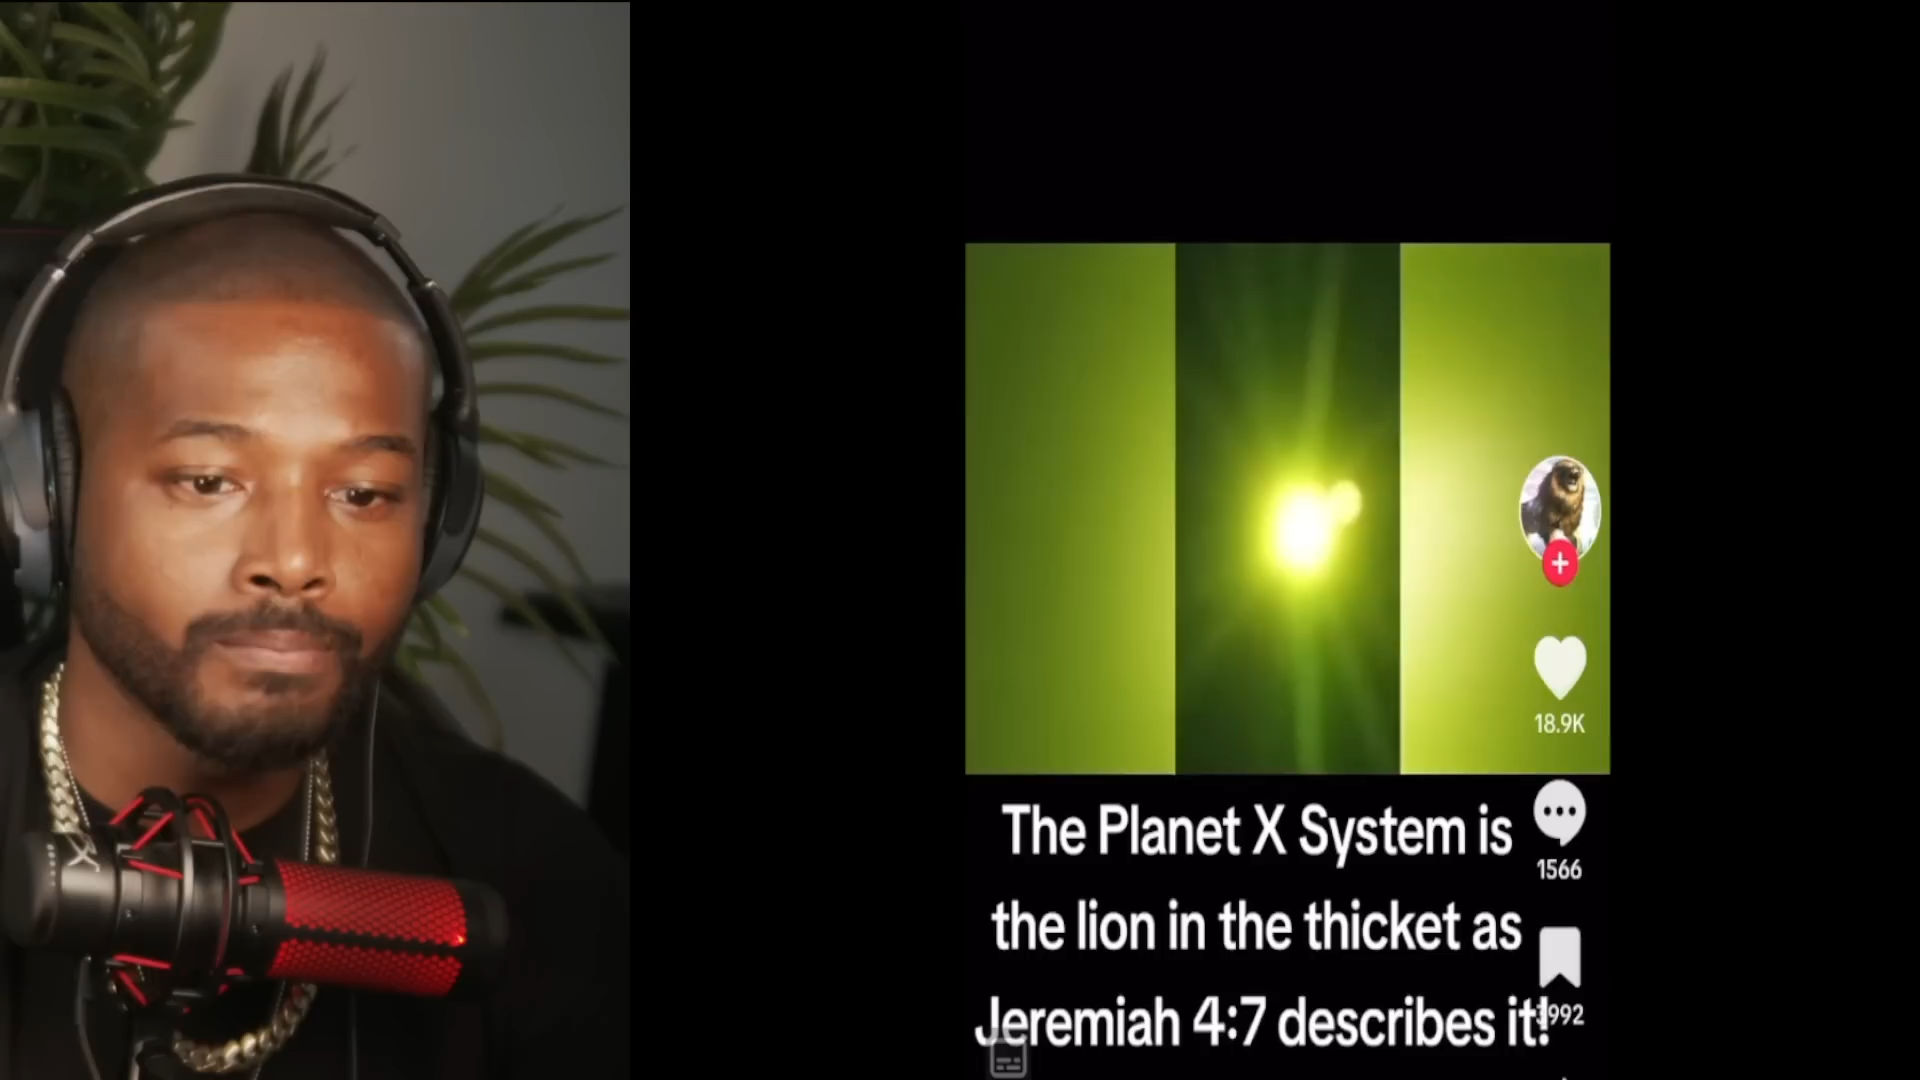 18.9K
The Planet X System is
1566
the lion in the thicket as
Jeremiah 4:7 describes it!
992